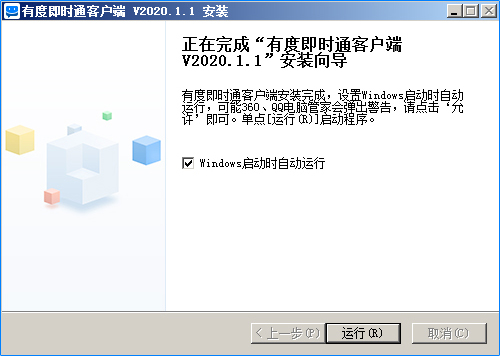 有度即时通客户端 V2020.1.1 安装
正在完成“有度即时通客户端
V2020.1.1”安装向导
有度即时通客户端安装完成，设置Windows启动时自动
运行，可能360、QQ电脑管家会弹出警告，请点击‘允
许’即可。单点[运行(R)]启动程序。
Windows启动时自动运行
< 上一步(P)
运行(R)
取消(C)